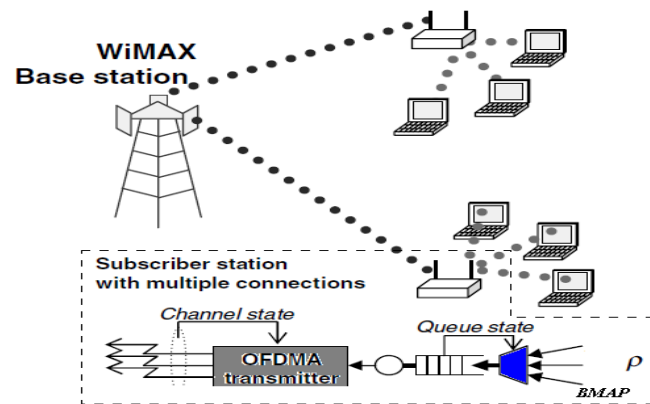 WiMAX
Base station
Subscriber station
with multiple connections
Channel state
Queue state
OFDMA
transmitter
ρ
BMAP